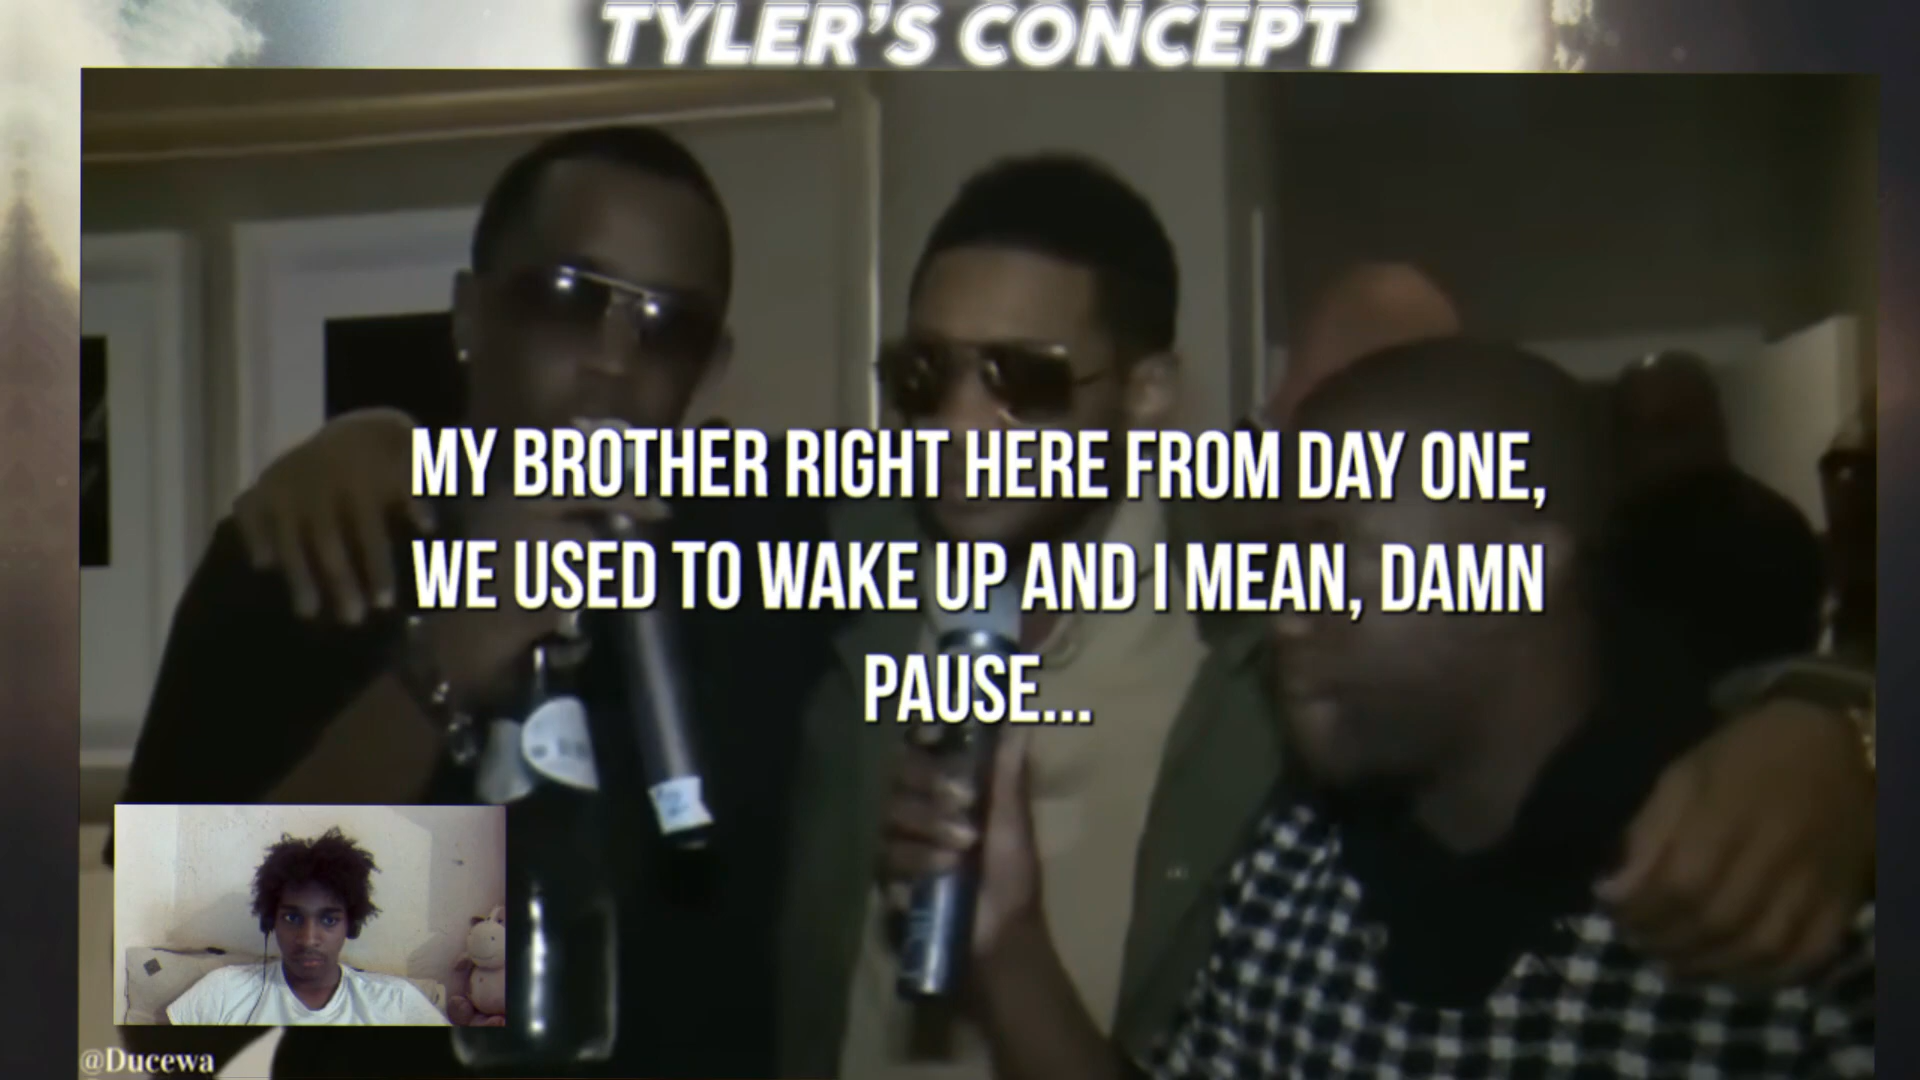 TYLER'S CONCEPT
MY BROTHER RIGHT HERE FROM DAY ONE,
WE USED TO WAKE UP AND I MEAN, DAMN
PAUSE...
@Ducewa